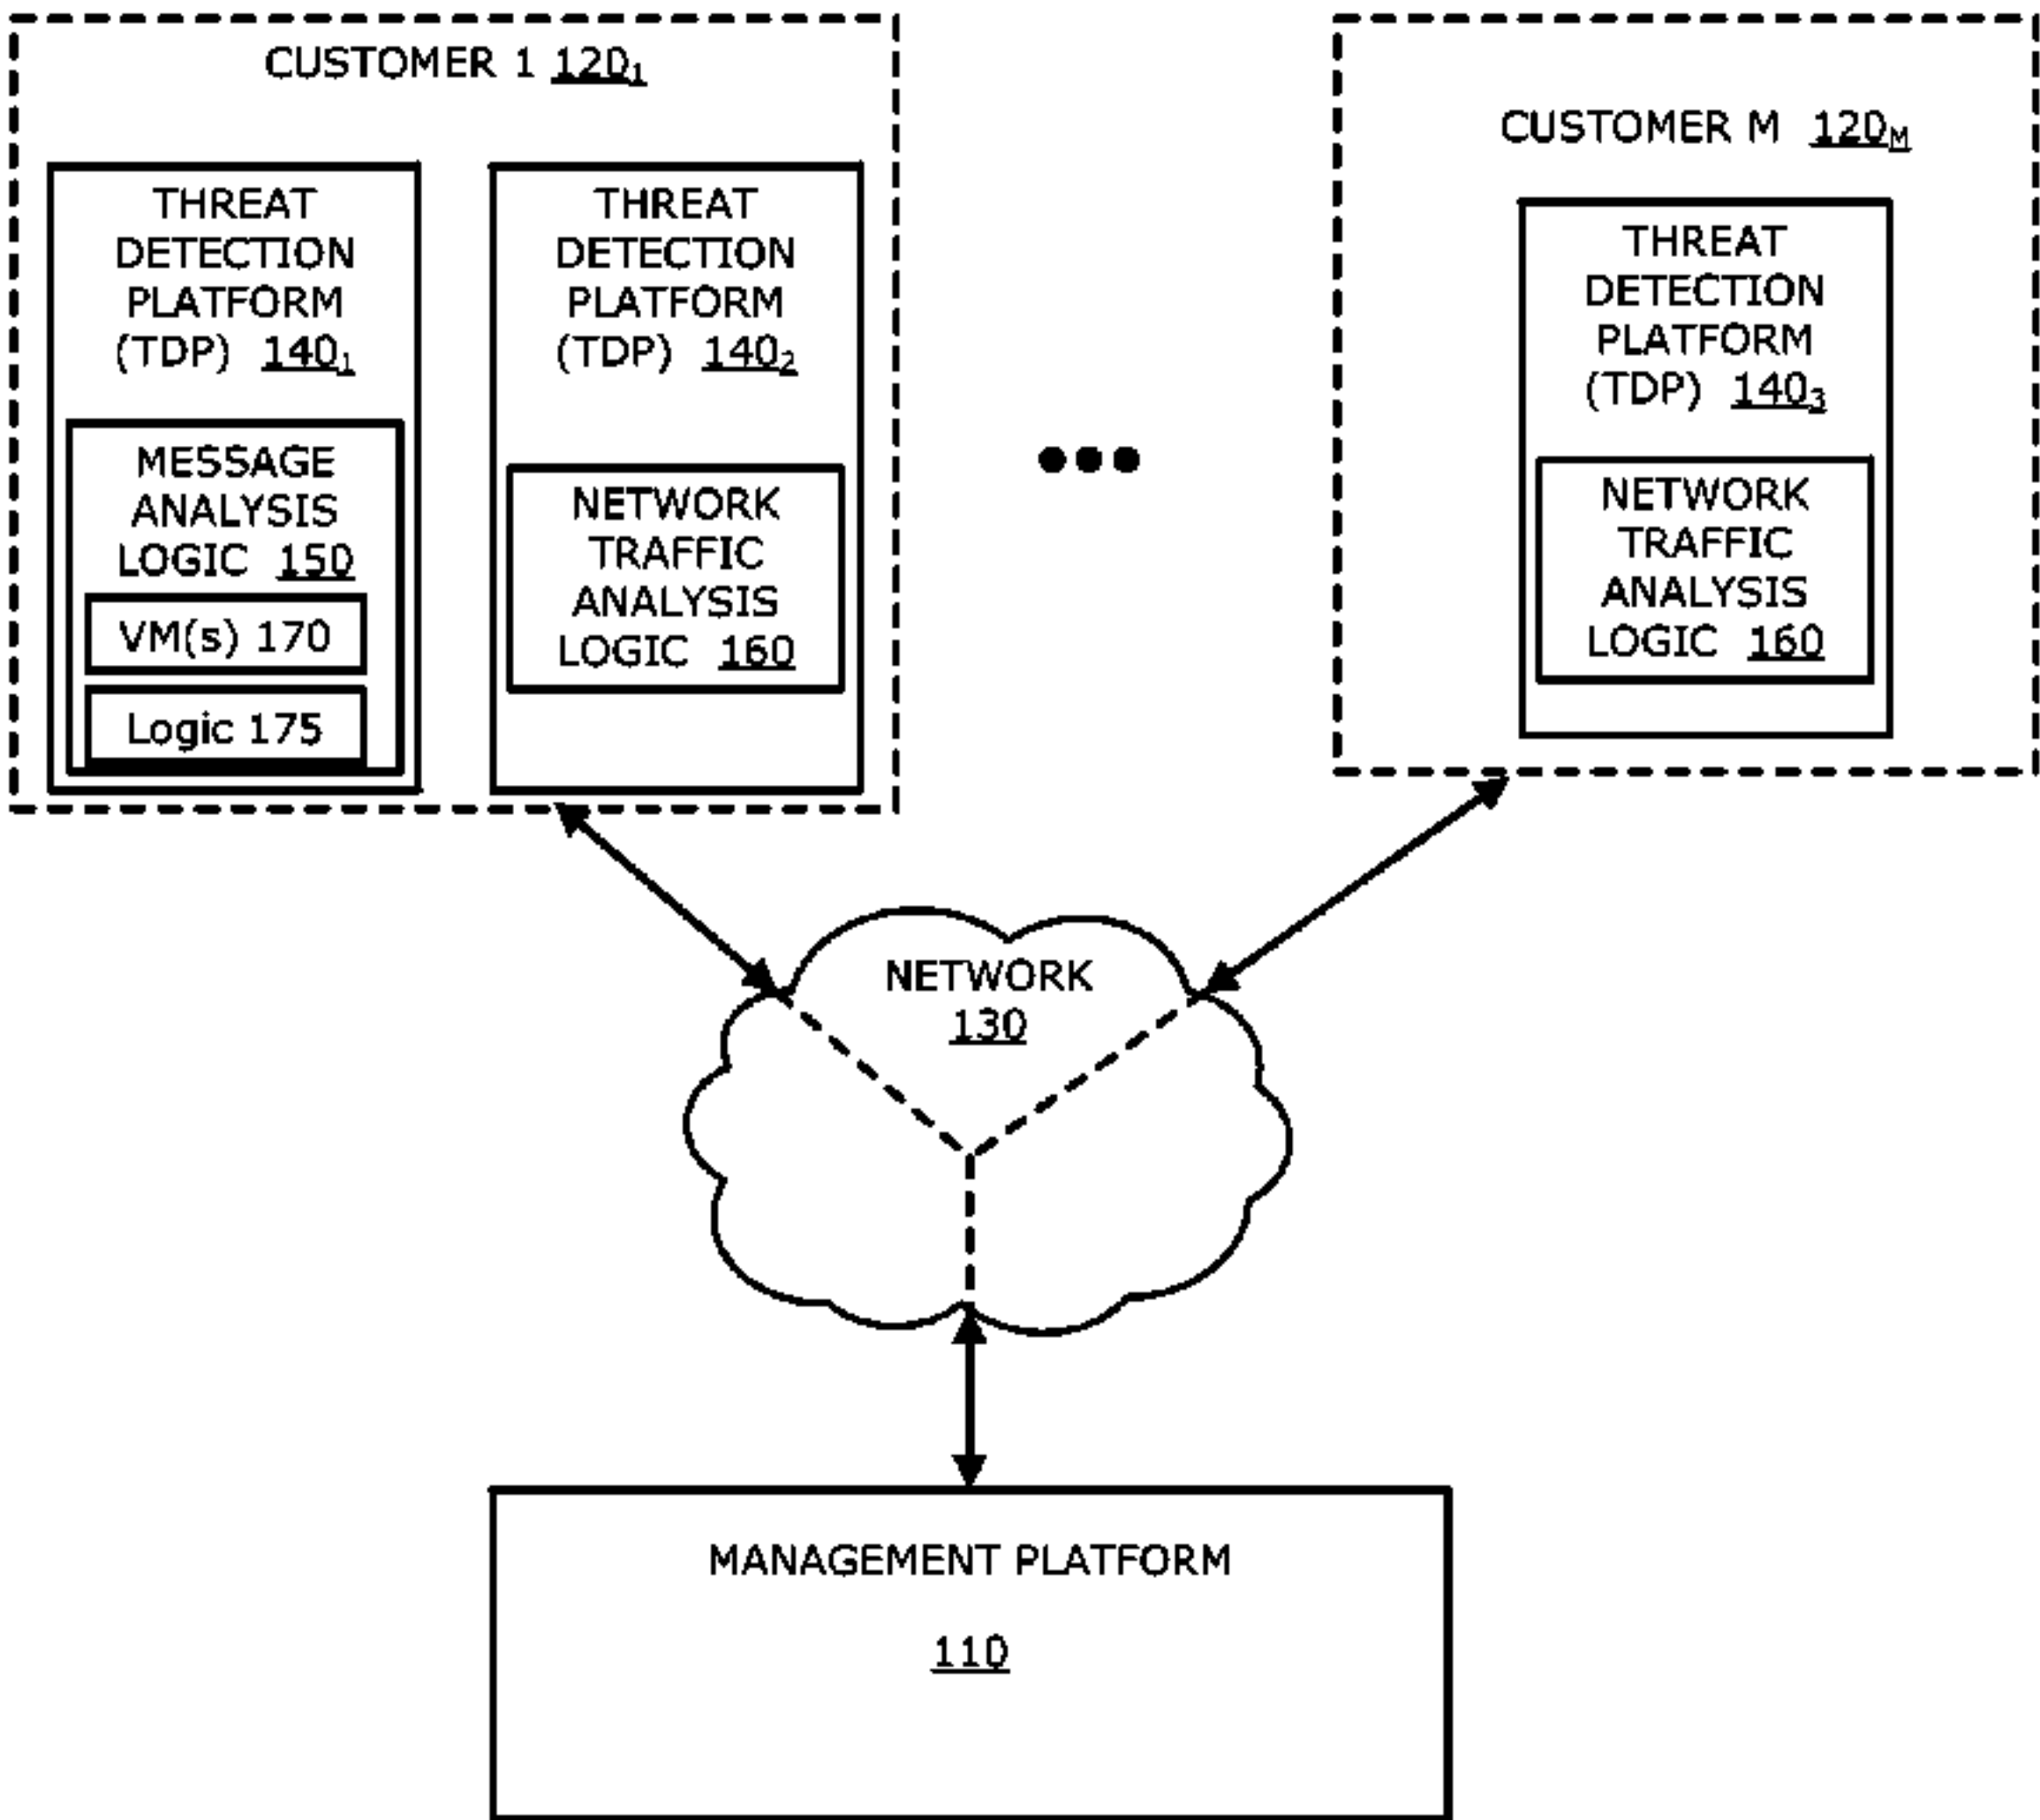 CUSTOMER 1 120₁
THREAT
DETECTION
PLATFORM
(TDP) 140₁
MESSAGE
ANALYSIS
LOGIC 150
VM(s) 170
Logic 175
THREAT
DETECTION
PLATFORM
(TDP) 140₂
NETWORK
TRAFFIC
ANALYSIS
LOGIC 160
CUSTOMER M 120_M
THREAT
DETECTION
PLATFORM
(TDP) 140₃
NETWORK
TRAFFIC
ANALYSIS
LOGIC 160
NETWORK
130
MANAGEMENT PLATFORM
110